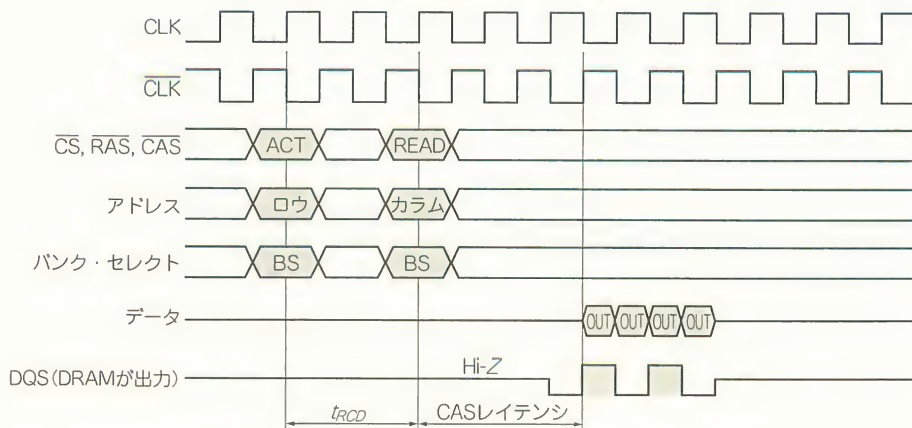 CLK
CLK
CS, RAS, CAS ACT READ
アドレス ロウ カラム
バンク・セレクト BS BS
データ OUT OUT OUT OUT
DQS(DRAMが出力) Hi-Z
tRCD CASレイテンシ